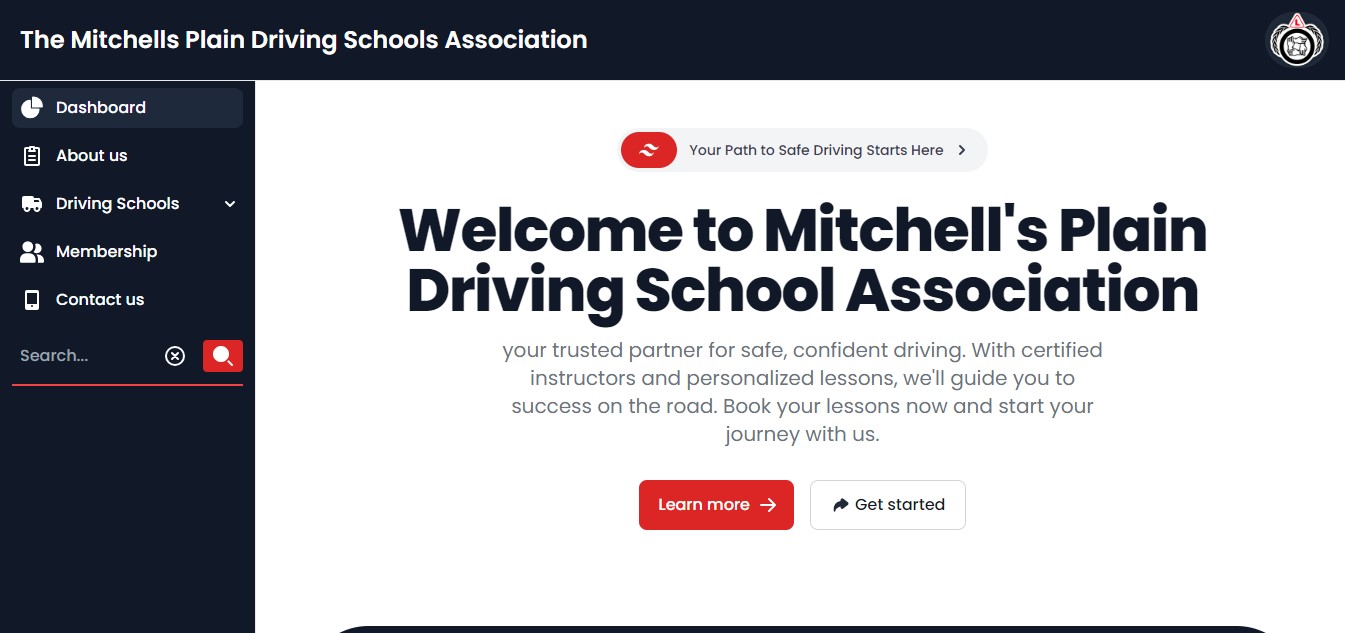 The Mitchells Plain Driving Schools Association
L
Dashboard
About us
Driving Schools
Membership
Contact us
Search...
Your Path to Safe Driving Starts Here
Welcome to Mitchell's Plain
Driving School Association
your trusted partner for safe, confident driving. With certified
instructors and personalized lessons, we'll guide you to
success on the road. Book your lessons now and start your
journey with us.
Learn more
Get started